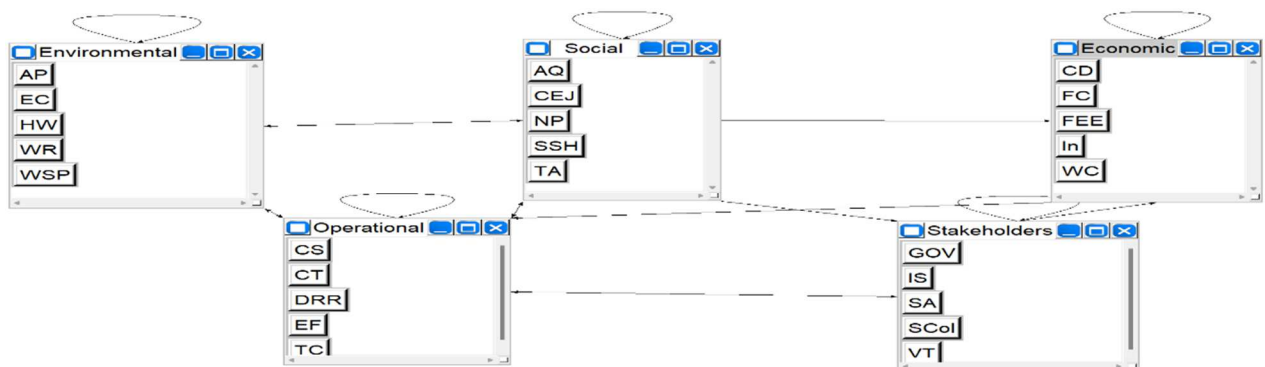 Environmental
AP
EC
HW
WR
WSP
Social
AQ
CEJ
NP
SSH
TA
Economic
CD
FC
FEE
In
WC
Operational
CS
CT
DRR
EF
TC
Stakeholders
GOV
IS
SA
SCol
VT